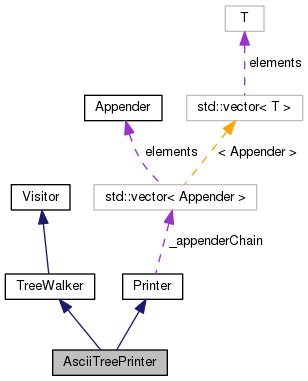 T
elements
Appender
std::vector< T >
elements
< Appender >
Visitor
std::vector< Appender >
_appenderChain
TreeWalker
Printer
AsciiTreePrinter